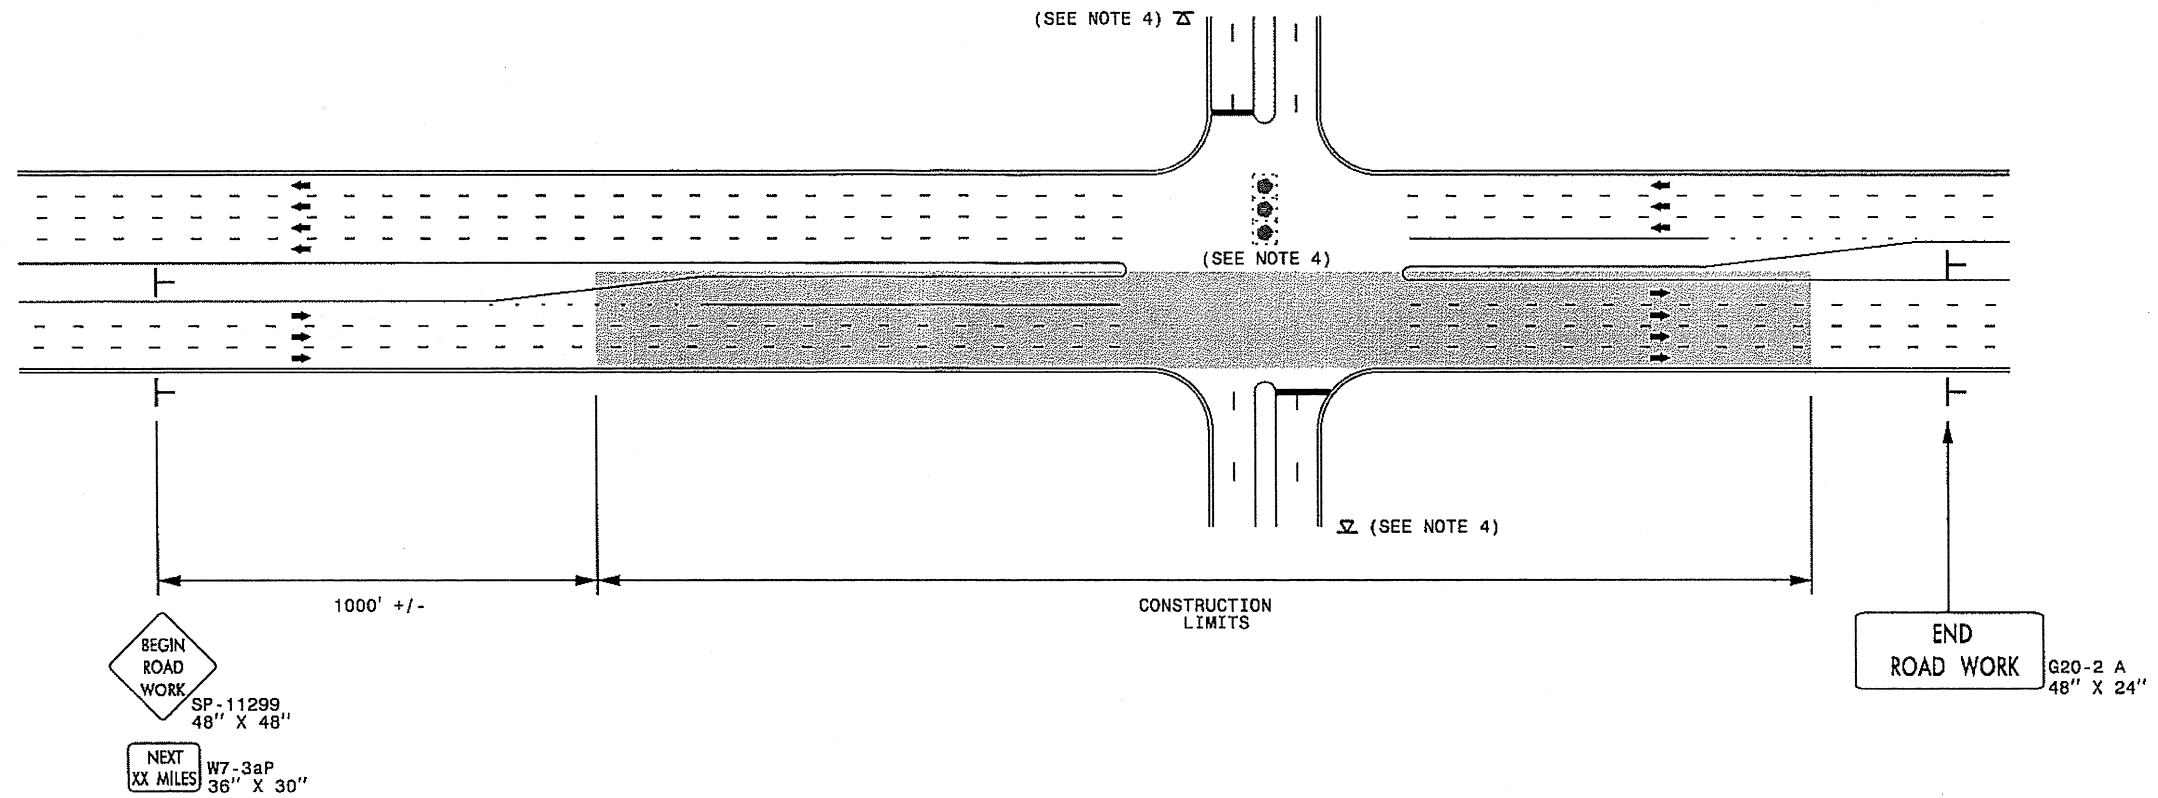 (SEE NOTE 4)
(SEE NOTE 4)
(SEE NOTE 4)
1000' +/-
CONSTRUCTION
LIMITS
BEGIN
ROAD
WORK
SP-11299
48" X 48"
NEXT
XX MILES
W7-3aP
36" X 30"
END
ROAD WORK
G20-2 A
48" X 24"